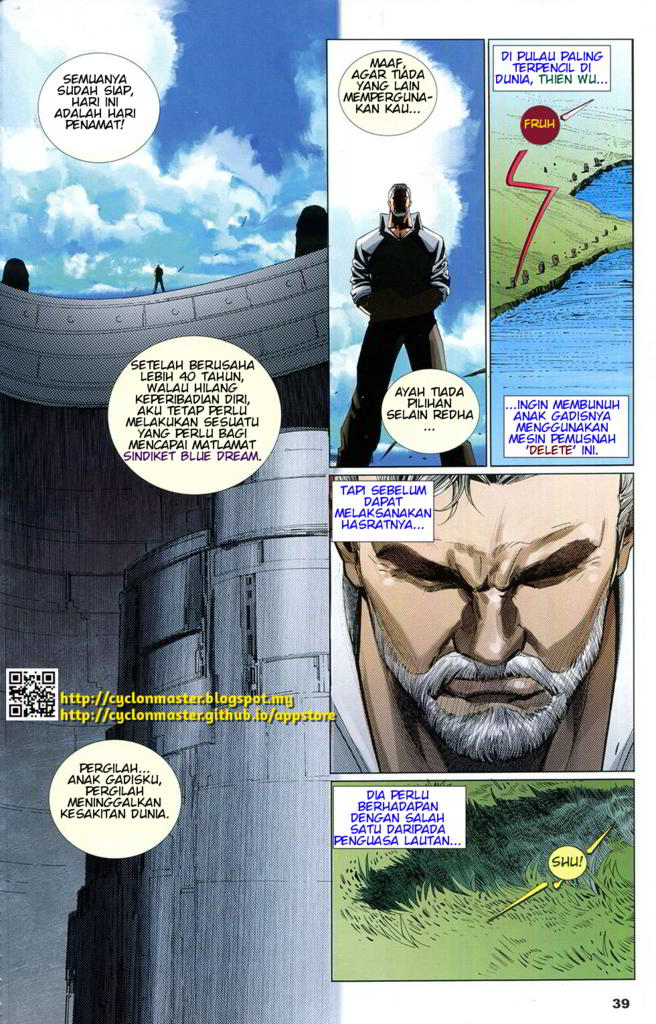 SEMUANYA
SUDAH SIAP,
HARI INI
ADALAH HARI
PENAMAT!
SETELAH BERUSAHA
LEBIH 40 TAHUN,
WALAU HILANG
KEPERIBADIAN DIRI,
AKU TETAP PERLU
MELAKUKAN SESUATU
YANG PERLU BAGI
MENCAPAI MATLAMAT
SINDIKET BLUE DREAM.
http://cyclonmaster.blogspot.my
http://cyclonmaster.github.io/appstore
PERGILAH...
ANAK GADISKU,
PERGILAH
MENINGGALKAN
KESAKITAN DUNIA.
MAAF,
AGAR TIADA
YANG LAIN
MEMPERGUNA-
KAN KAU...
AYAH TIADA
PILIHAN
SELAIN REDHA
...
DI PULAU PALING
TERPENCIL DI
DUNIA, THIEN WU...
FRUH
...INGIN MEMBUNUH
ANAK GADISNYA
MENGGUNAKAN
MESIN PEMUSNAH
'DELETE' INI.
TAPI SEBELUM
DAPAT
MELAKSANAKAN
HASRATNYA...
DIA PERLU
BERHADAPAN
DENGAN SALAH
SATU DARIPADA
PENGUASA LAUTAN...
SHU!
39